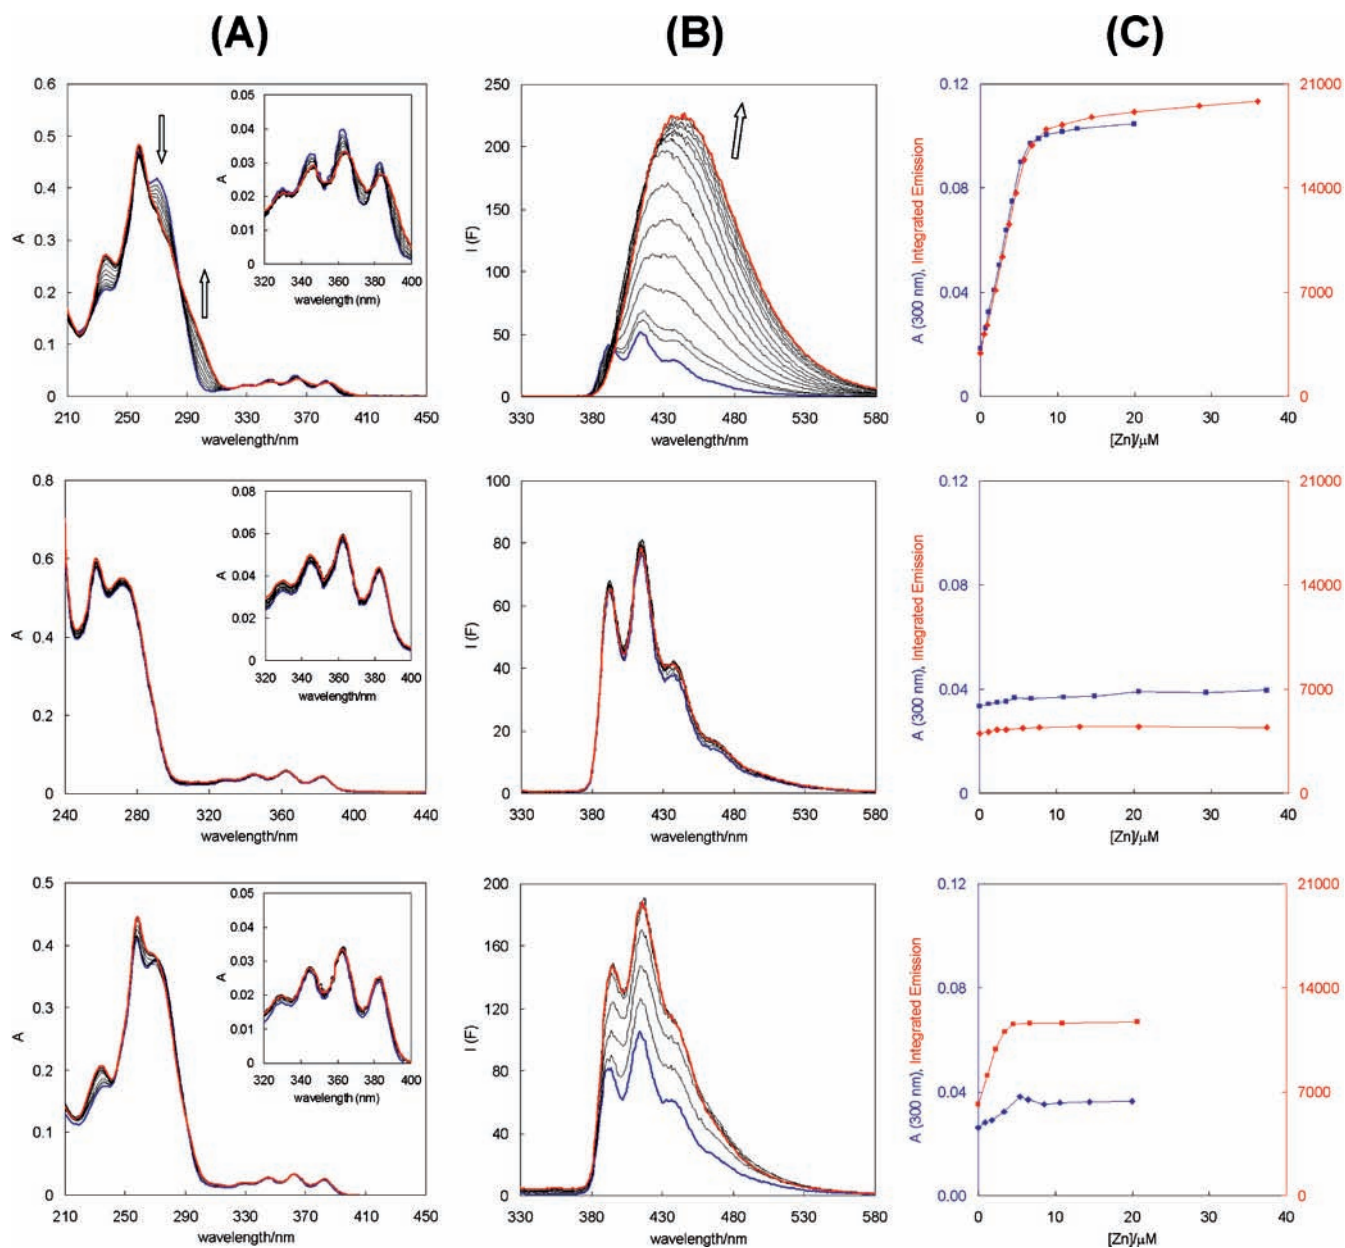 (A) (B) (C)
0.6
0.5
0.4
0.3
0.2
0.1
0
A
210 250 290 330 370 410 450
wavelength/nm
0.05
0.04
0.03
0.02
0.01
0
A
320 340 360 380 400
wavelength (nm)
250
200
150
100
50
0
I (F)
330 380 430 480 530 580
wavelength/nm
0.12
0.08
0.04
0
A (300 nm), Integrated Emission
21000
14000
7000
0
0 10 20 30 40
[Zn]/μM
0.8
0.6
0.4
0.2
0
A
240 280 320 360 400 440
wavelength/nm
0.08
0.06
0.04
0.02
0
A
320 340 360 380 400
wavelength/nm
100
80
60
40
20
0
I (F)
330 380 430 480 530 580
wavelength/nm
0.12
0.08
0.04
0
A (300 nm), Integrated Emission
21000
14000
7000
0
0 10 20 30 40
[Zn]/μM
0.5
0.4
0.3
0.2
0.1
0
A
210 250 290 330 370 410 450
wavelength/nm
0.05
0.04
0.03
0.02
0.01
0
A
320 340 360 380 400
wavelength (nm)
200
160
120
80
40
0
I (F)
330 380 430 480 530 580
wavelength/nm
0.12
0.08
0.04
0.00
A (300 nm), Integrated Emission
21000
14000
7000
0
0 10 20 30 40
[Zn]/μM